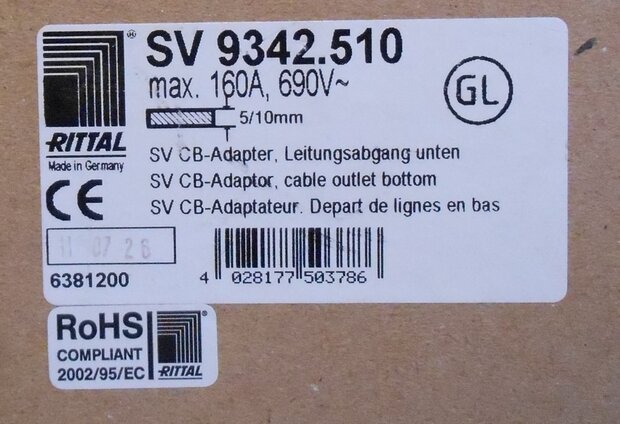 SV 9342.510
max. 160A, 690V~
5/10mm
GL
®
RITTAL
Made in Germany
CE
SV CB-Adapter, Leitungsabgang unten
SV CB-Adaptor, cable outlet bottom
SV CB-Adaptateur. Depart de lignes en bas
11 07 28
6381200
4 028177 503786
RoHS
COMPLIANT
2002/95/EC
RITTAL